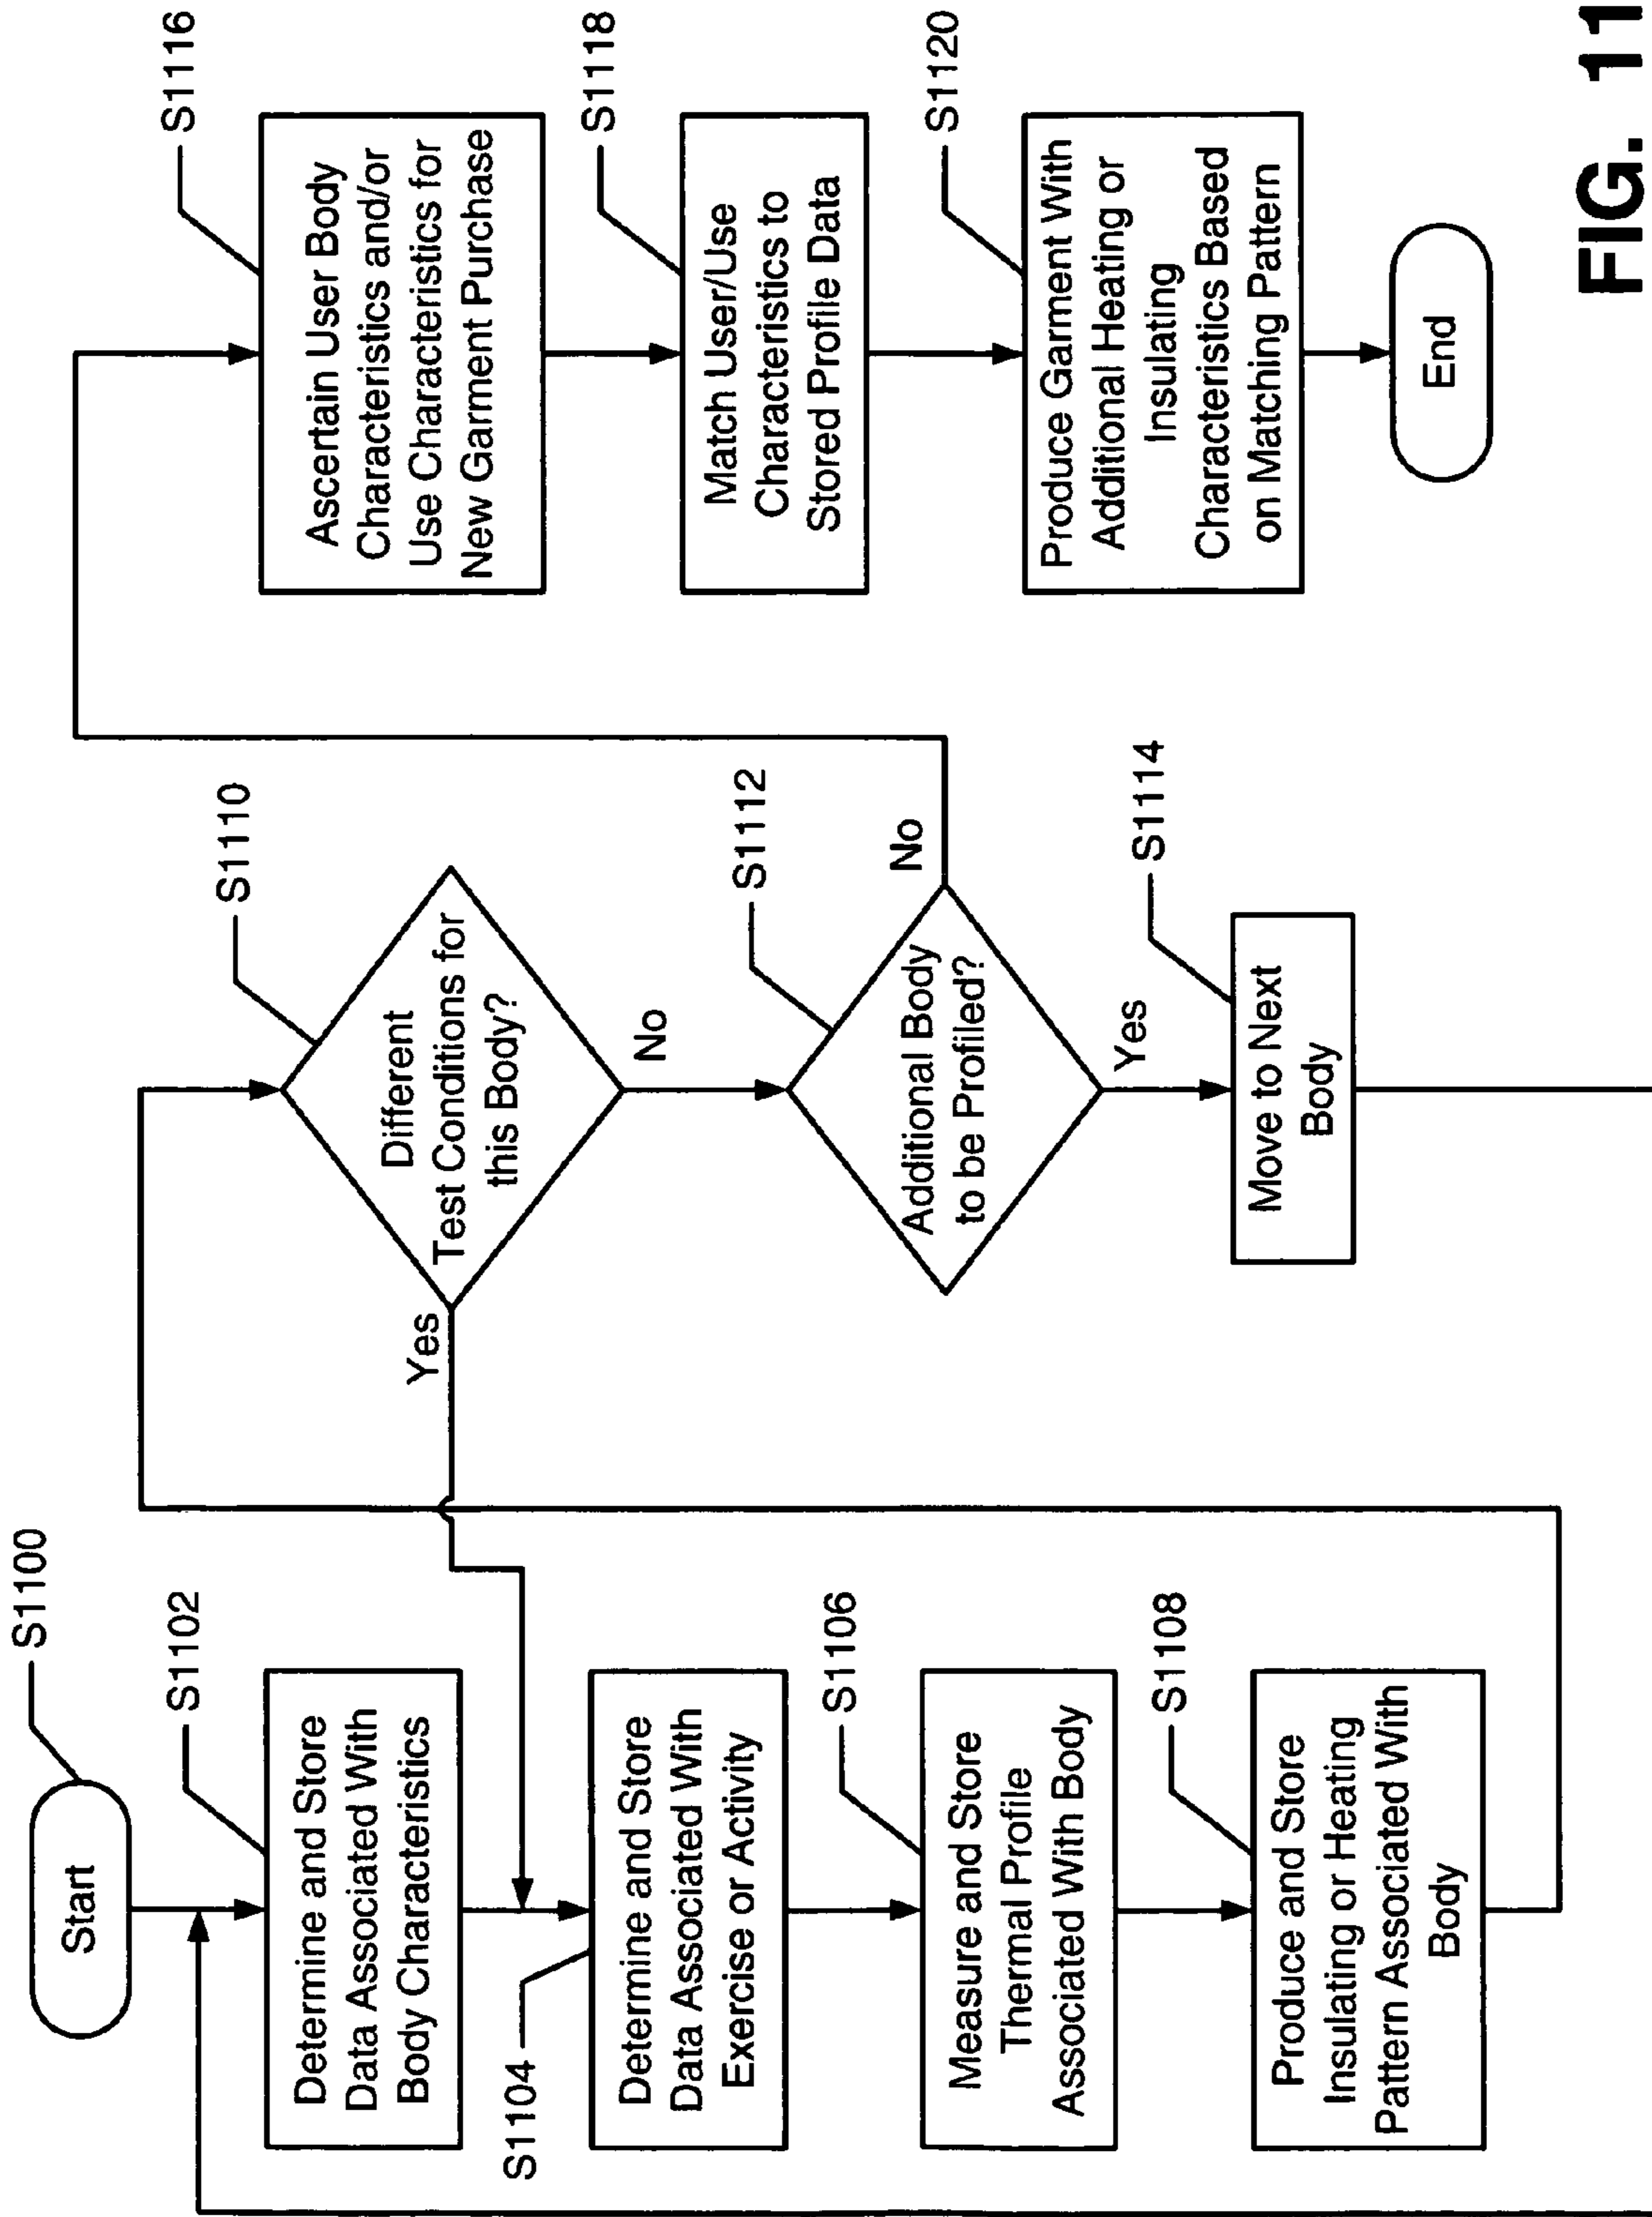 S1100
Start
S1102
Determine and Store
Data Associated With
Body Characteristics
S1104
Determine and Store
Data Associated With
Exercise or Activity
S1106
Measure and Store
Thermal Profile
Associated With Body
S1108
Produce and Store
Insulating or Heating
Pattern Associated With
Body
S1110
Different
Test Conditions for
this Body?
Yes
No
S1112
Additional Body
to be Profiled?
No
Yes
S1114
Move to Next
Body
S1116
Ascertain User Body
Characteristics and/or
Use Characteristics for
New Garment Purchase
S1118
Match User/Use
Characteristics to
Stored Profile Data
S1120
Produce Garment With
Additional Heating or
Insulating
Characteristics Based
on Matching Pattern
End
FIG. 11